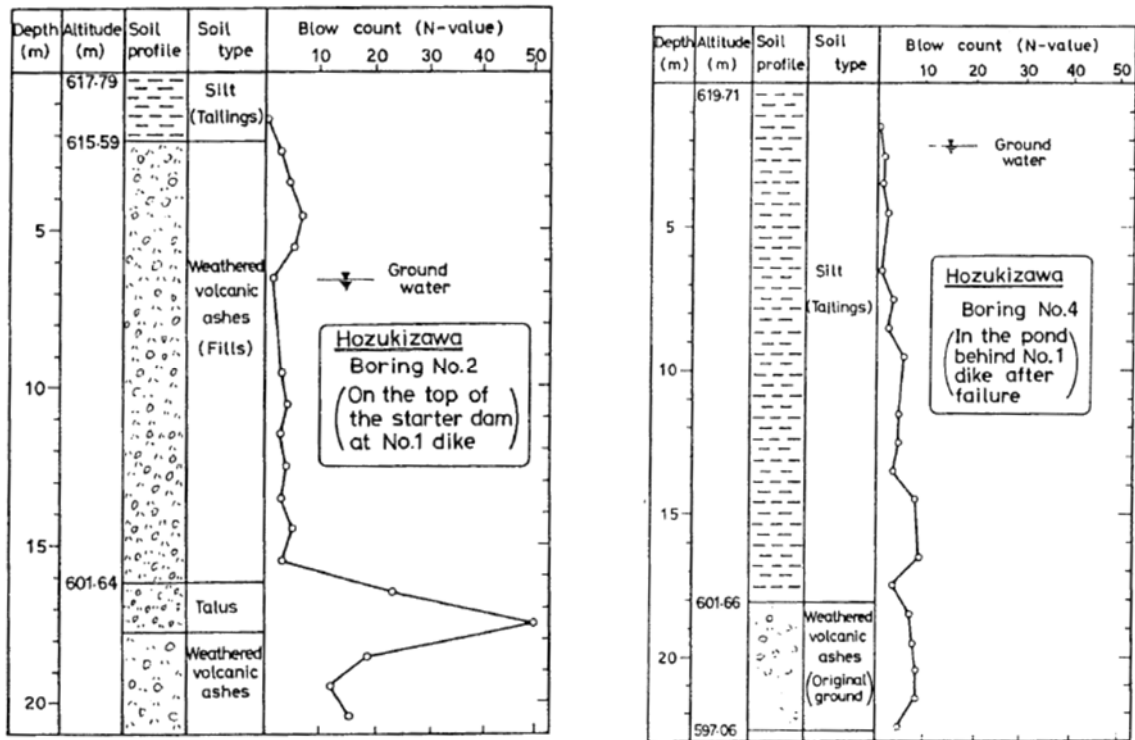 Depth (m)
Altitude (m)
Soil profile
Soil type
Blow count (N-value)
10 20 30 40 50
617.79
Silt
(Tailings)
615.59
5
Weathered
volcanic
ashes
(Fills)
Ground
water
Hozukizawa
Boring No.2
(On the top of
the starter dam
at No.1 dike)
10
15
601.64
Talus
Weathered
volcanic
ashes
20
Depth (m)
Altitude (m)
Soil profile
Soil type
Blow count (N-value)
10 20 30 40 50
619.71
Ground
water
5
Silt
(Tailings)
Hozukizawa
Boring No.4
(In the pond
behind No.1
dike after
failure)
10
15
601.66
Weathered
volcanic
ashes
(Original
ground)
20
597.06